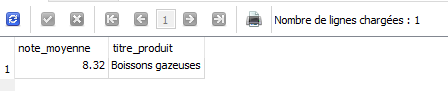 1
Nombre de lignes chargées : 1
note_moyenne titre_produit
1 8.32 Boissons gazeuses